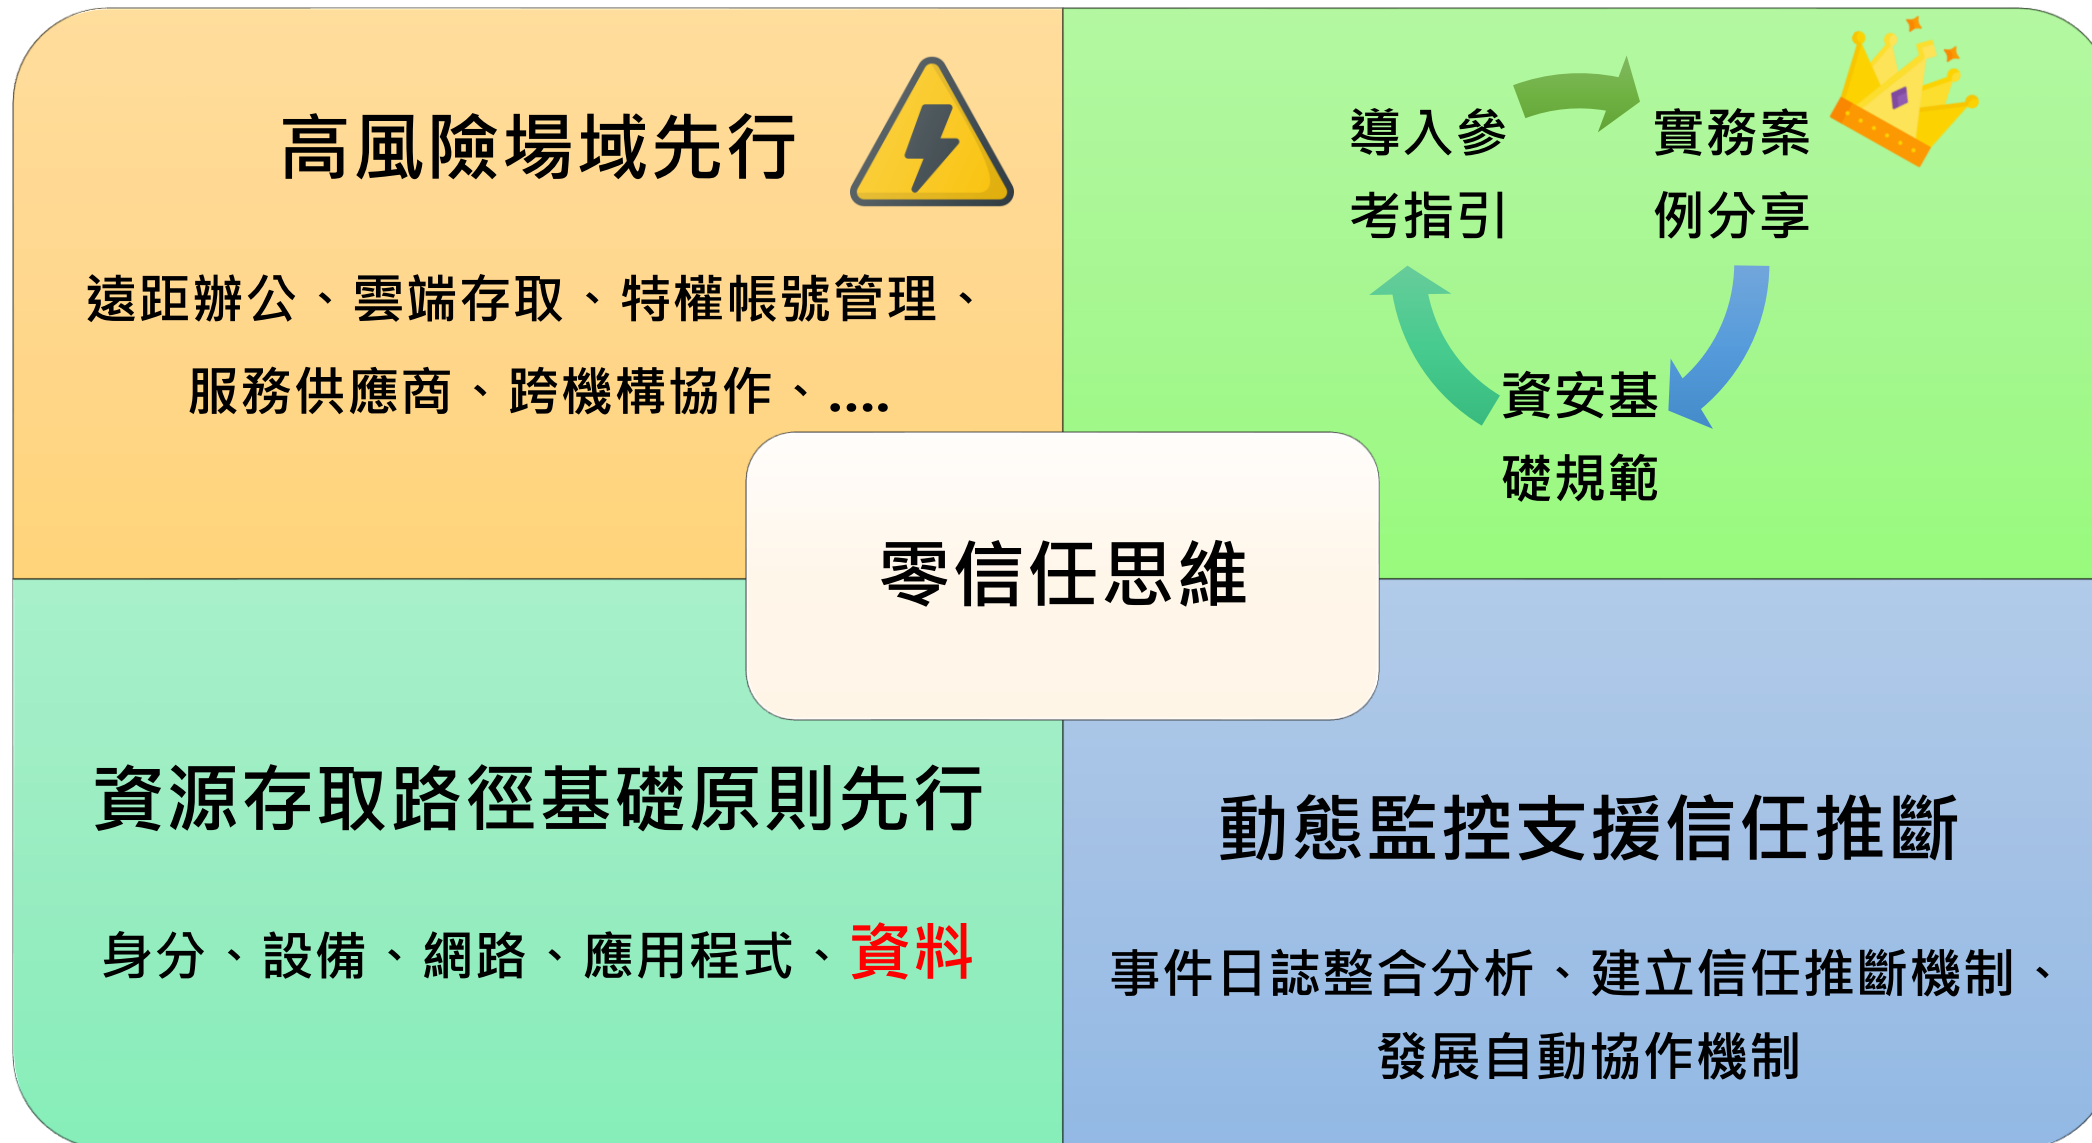 高風險場域先行
遠距辦公、雲端存取、特權帳號管理、
服務供應商、跨機構協作、....
導入參
考指引
實務案
例分享
資安基
礎規範
零信任思維
資源存取路徑基礎原則先行
身分、設備、網路、應用程式、資料
動態監控支援信任推斷
事件日誌整合分析、建立信任推斷機制、
發展自動協作機制